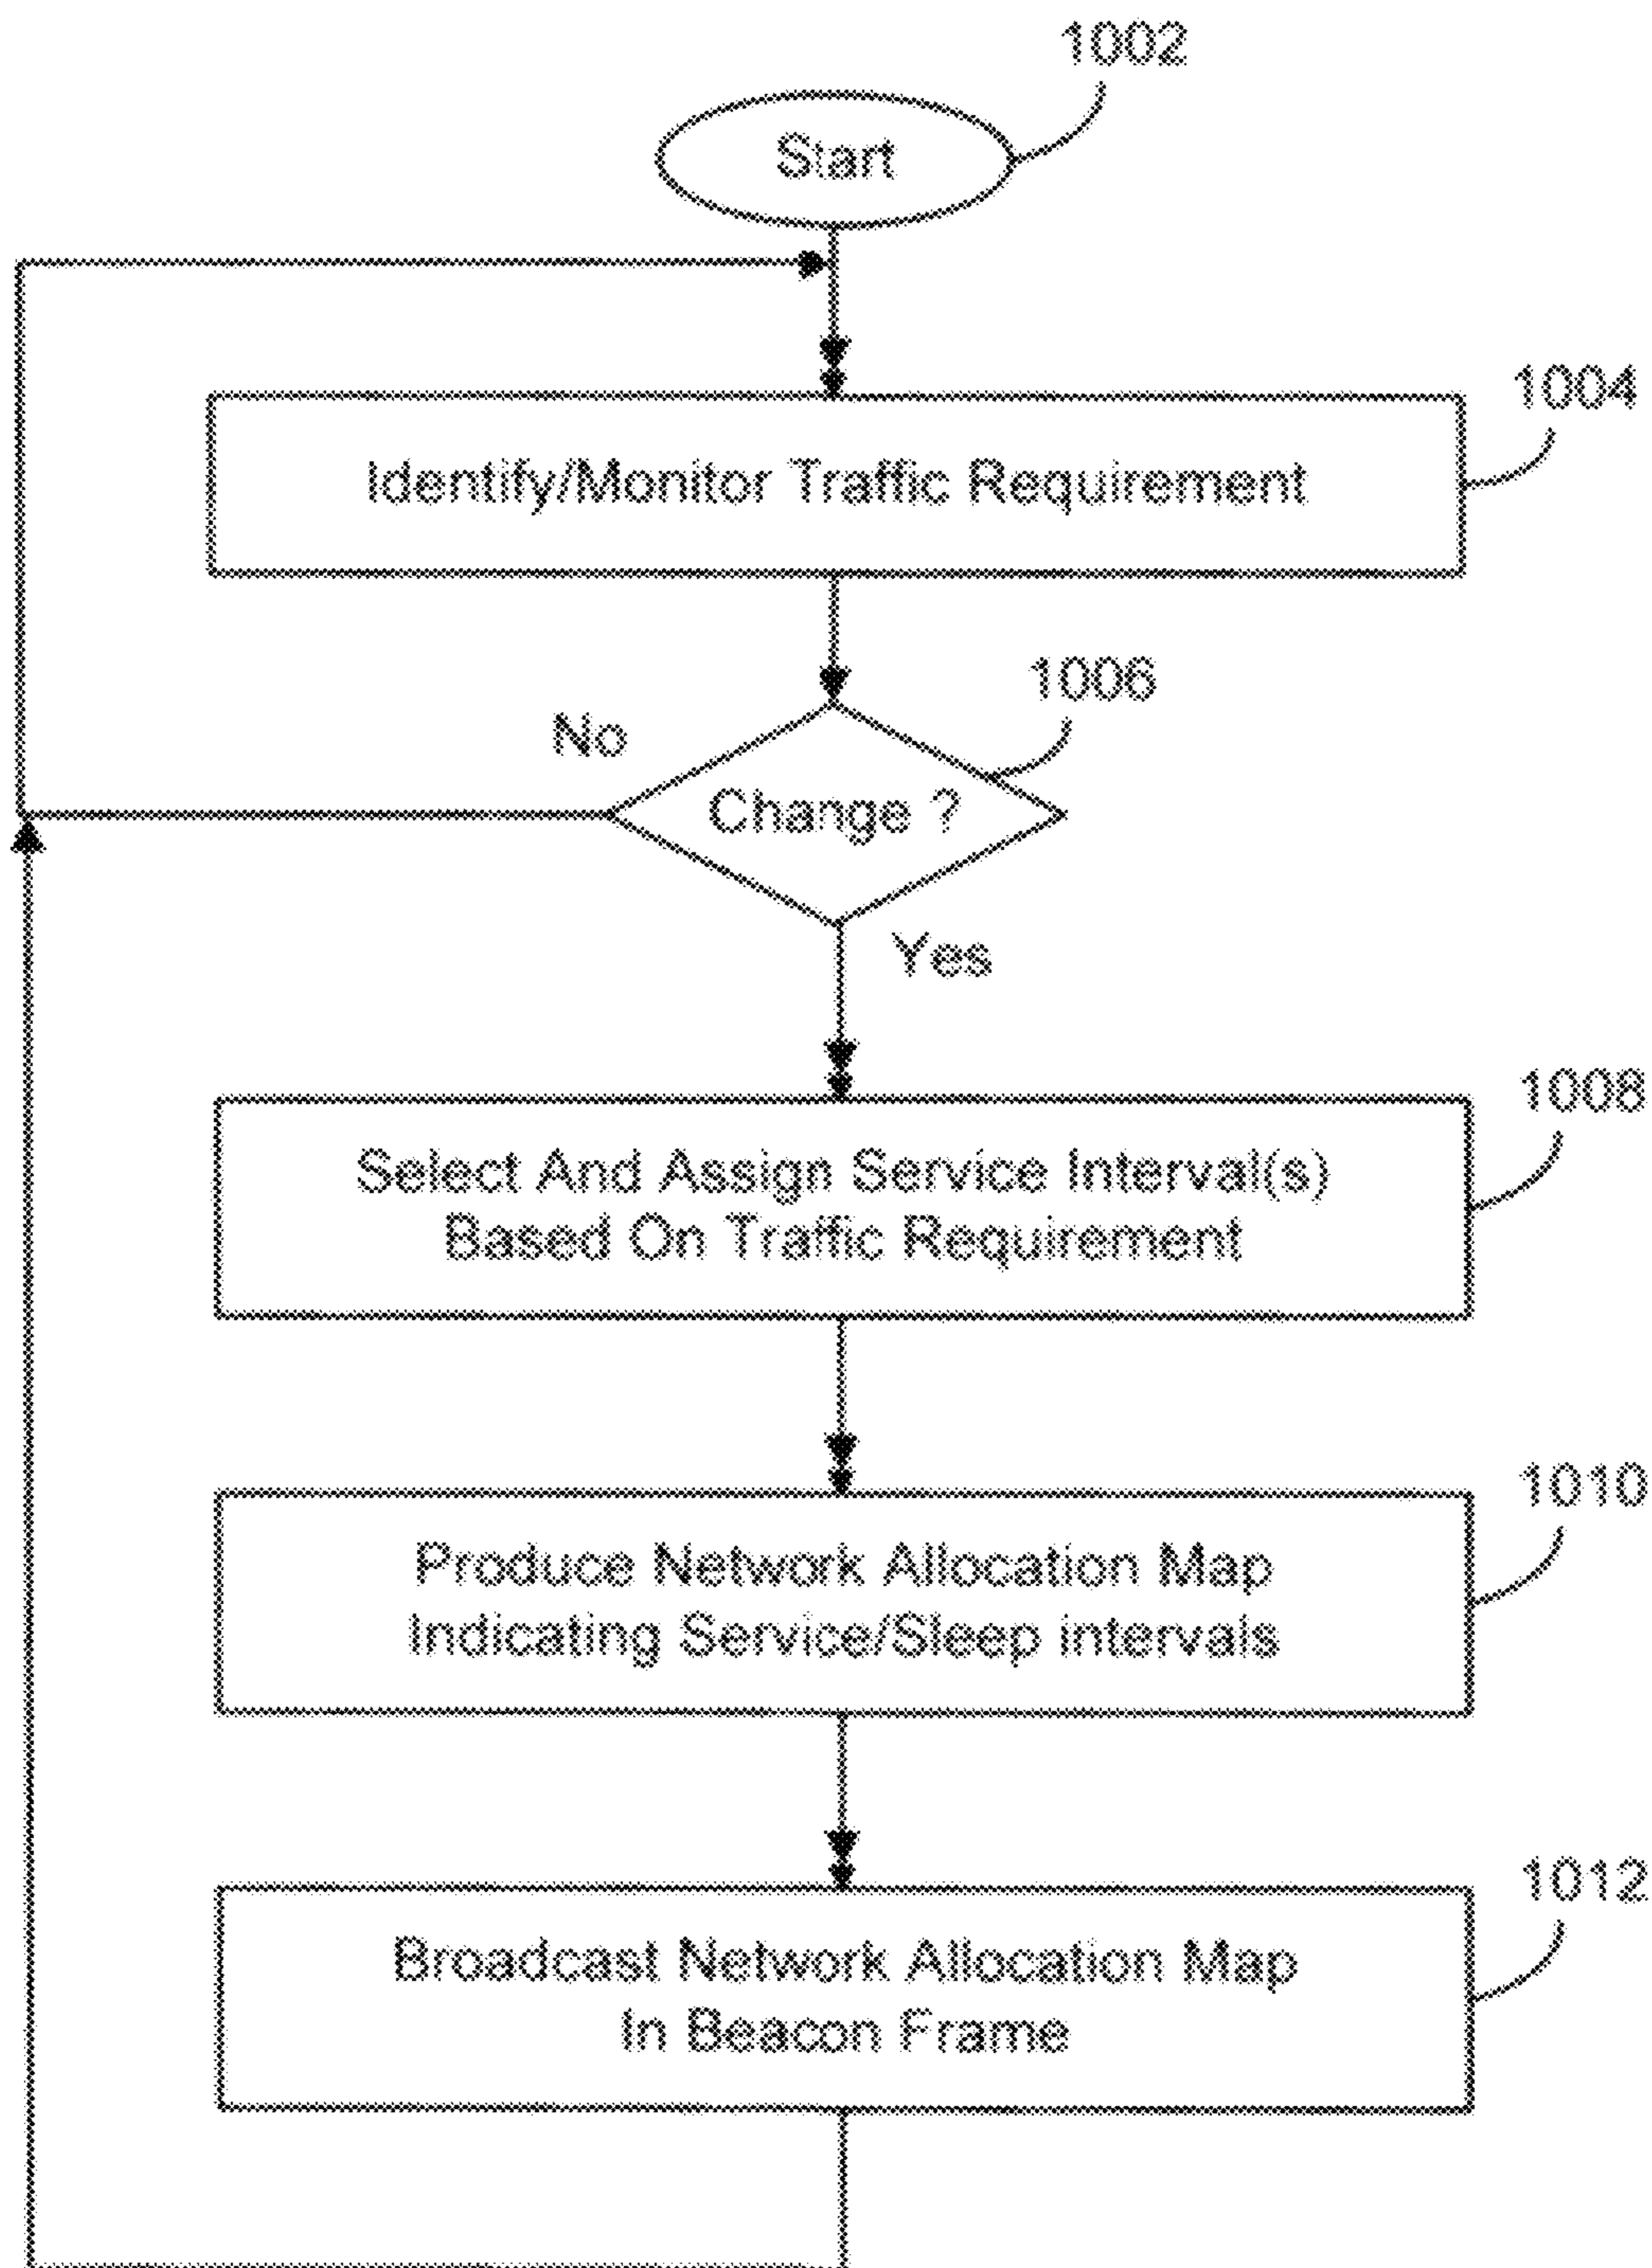 1002
Start
1004
Identify/Monitor Traffic Requirement
1006
No
Change ?
Yes
1008
Select And Assign Service Interval(s)
Based On Traffic Requirement
1010
Produce Network Allocation Map
Indicating Service/Sleep intervals
1012
Broadcast Network Allocation Map
In Beacon Frame